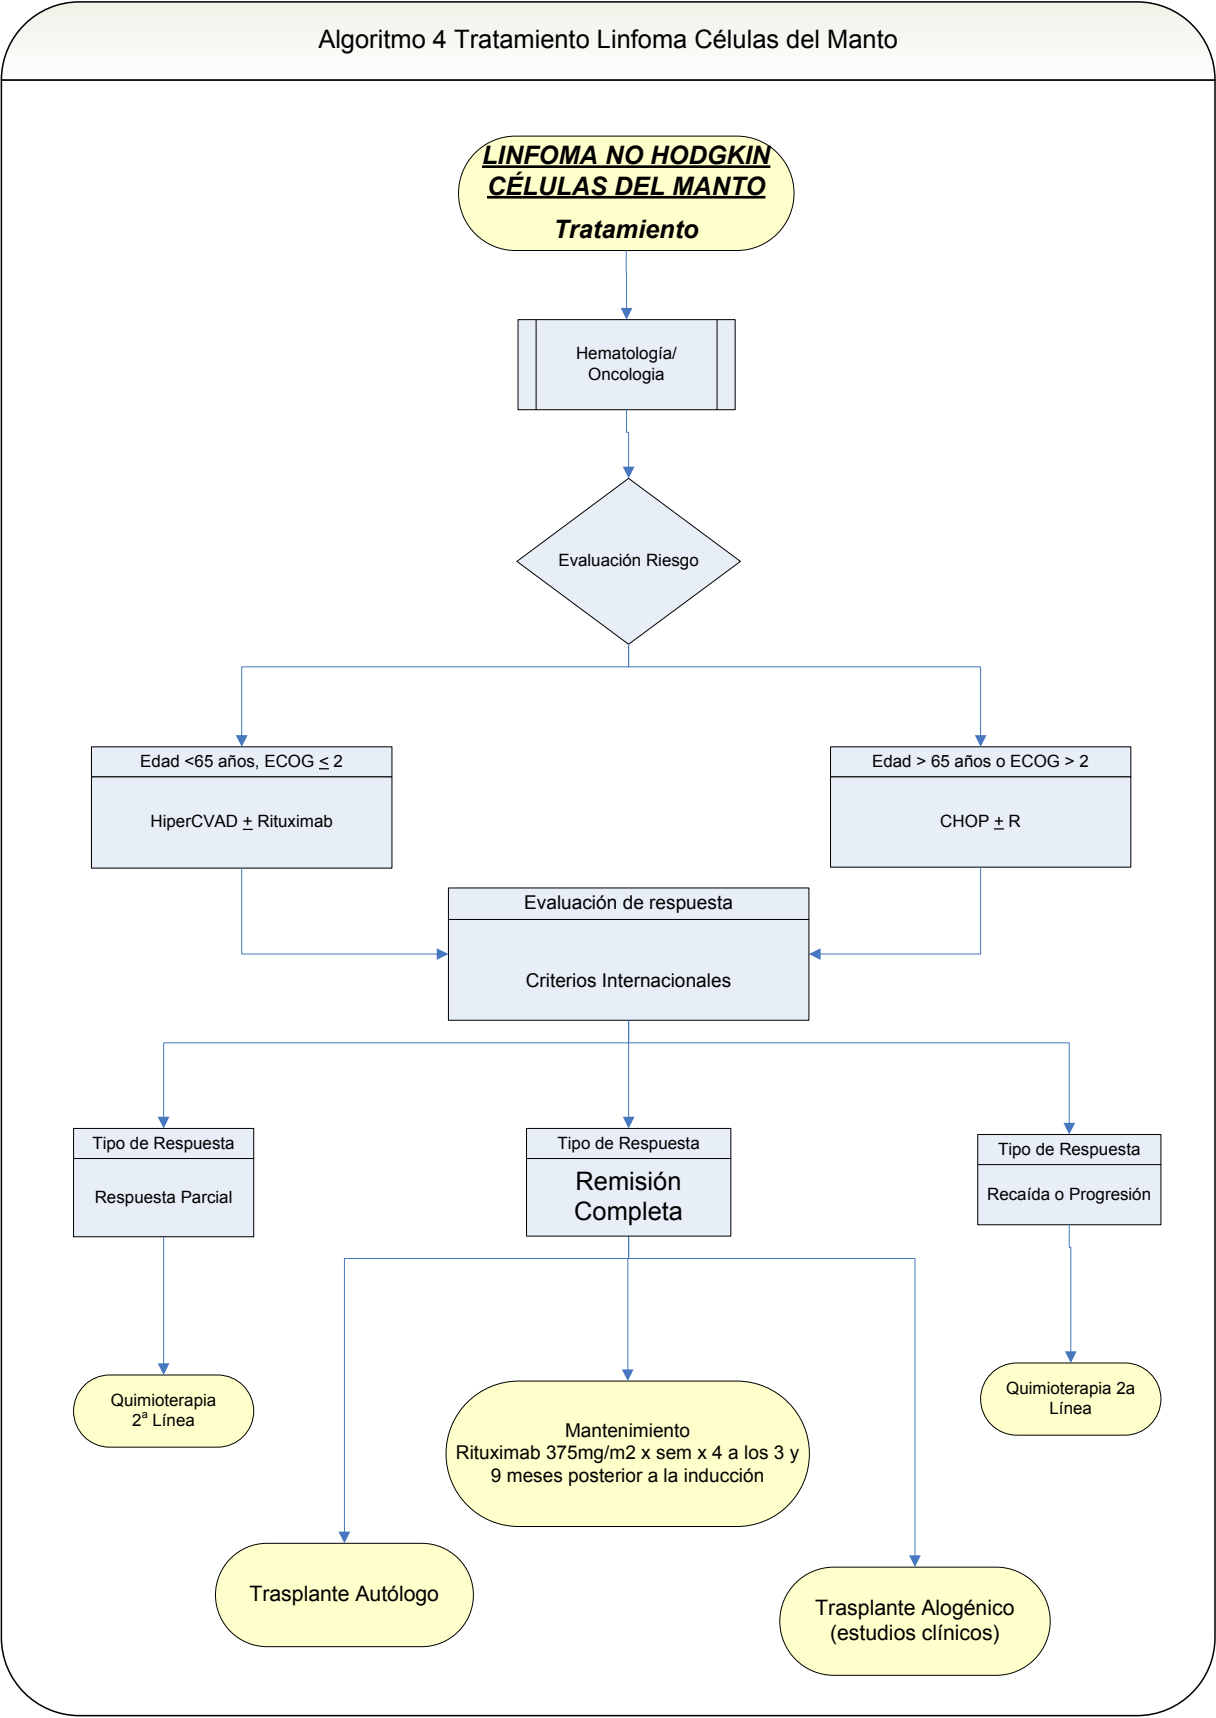 Algoritmo 4 Tratamiento Linfoma Células del Manto
LINFOMA NO HODGKIN
CÉLULAS DEL MANTO
Tratamiento
Hematología/
Oncologia
Evaluación Riesgo
Edad <65 años, ECOG ≤ 2
HiperCVAD ± Rituximab
Edad > 65 años o ECOG > 2
CHOP ± R
Evaluación de respuesta
Criterios Internacionales
Tipo de Respuesta
Respuesta Parcial
Tipo de Respuesta
Remisión
Completa
Tipo de Respuesta
Recaída o Progresión
Quimioterapia
2ª Línea
Mantenimiento
Rituximab 375mg/m2 x sem x 4 a los 3 y
9 meses posterior a la inducción
Quimioterapia 2a
Línea
Trasplante Autólogo
Trasplante Alogénico
(estudios clínicos)